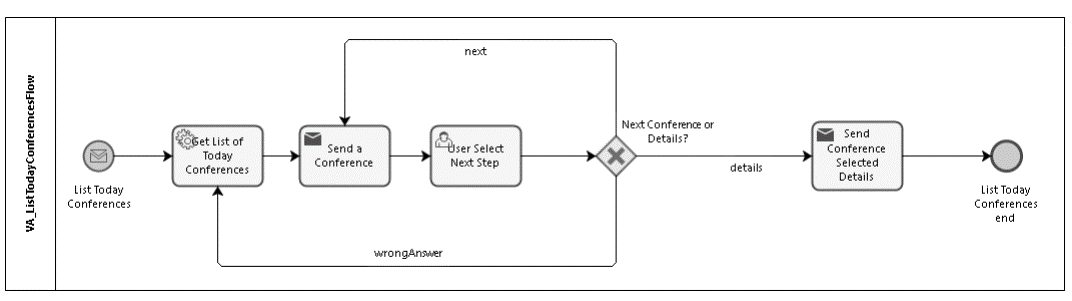 VA_ListTodayConferencesFlow
next
List Today
Conferences
Get List of
Today
Conferences
Send a
Conference
User Select
Next Step
Next Conference or
Details?
details
Send
Conference
Selected
Details
List Today
Conferences
end
wrongAnswer